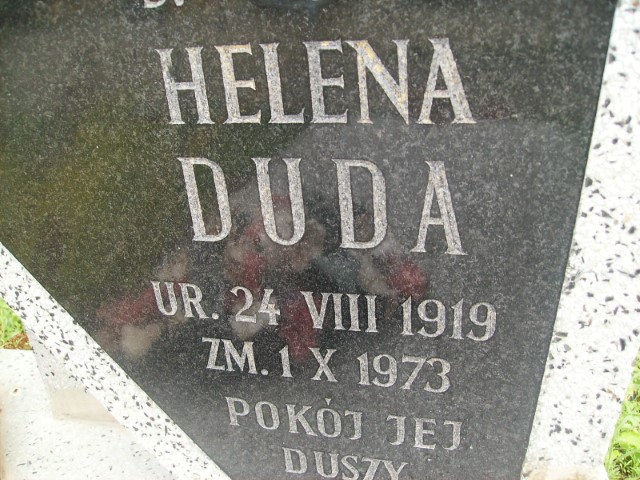 HELENA
DUDA
UR. 24 VIII 1919
ZM. 1 X 1973
POKÓJ JEJ
DUSZY